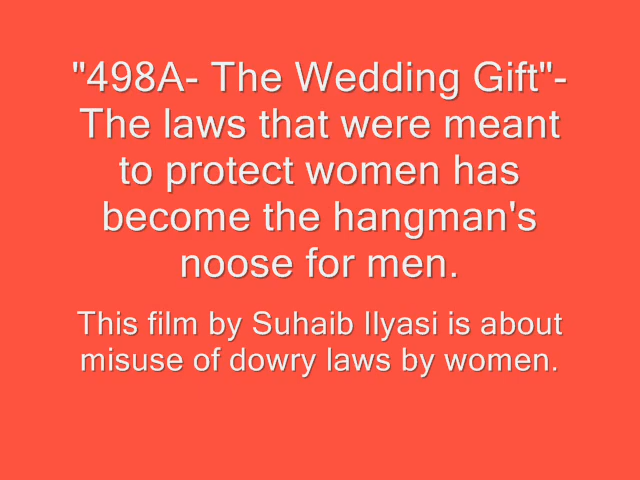 "498A- The Wedding Gift"-
The laws that were meant
to protect women has
become the hangman's
noose for men.
This film by Suhaib Ilyasi is about
misuse of dowry laws by women.